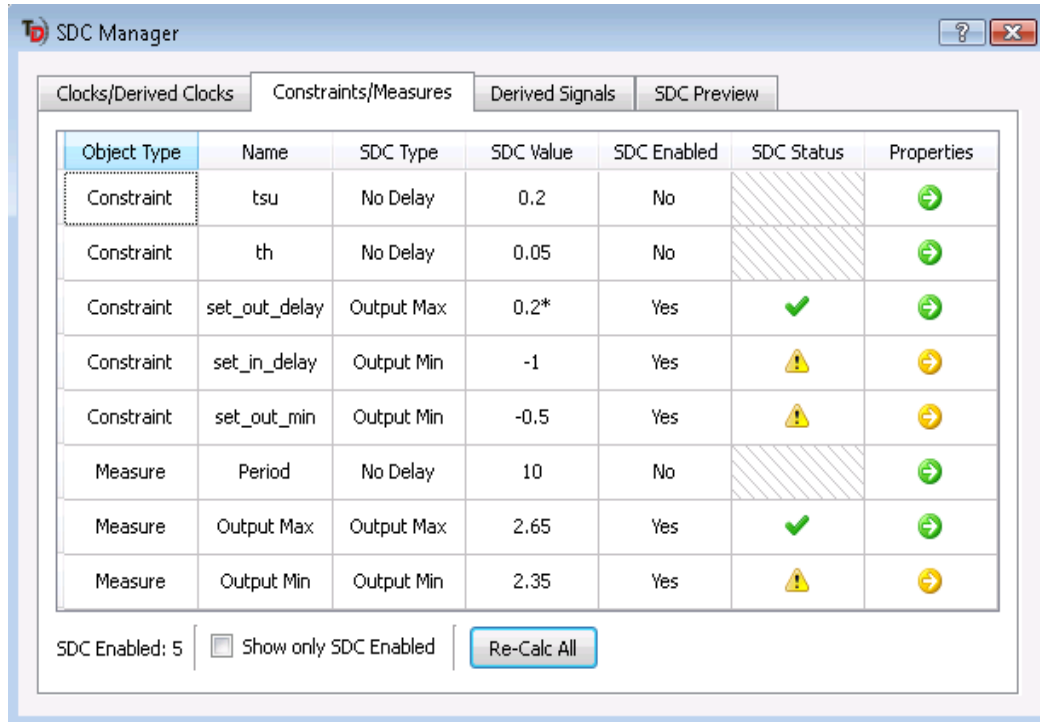 TD SDC Manager
Clocks/Derived Clocks Constraints/Measures Derived Signals SDC Preview
Object Type Name SDC Type SDC Value SDC Enabled SDC Status Properties
Constraint tsu No Delay 0.2 No
Constraint th No Delay 0.05 No
Constraint set_out_delay Output Max 0.2* Yes
Constraint set_in_delay Output Min -1 Yes
Constraint set_out_min Output Min -0.5 Yes
Measure Period No Delay 10 No
Measure Output Max Output Max 2.65 Yes
Measure Output Min Output Min 2.35 Yes
SDC Enabled: 5 Show only SDC Enabled Re-Calc All